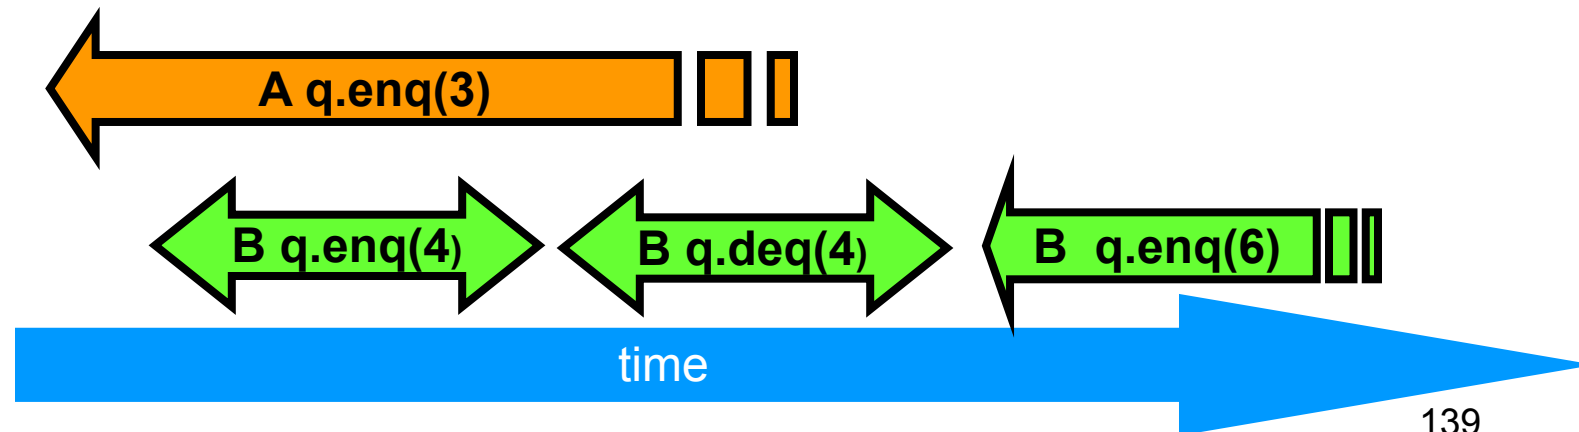 A q.enq(3)
B q.enq(4)
B q.deq(4)
B q.enq(6)
time
139